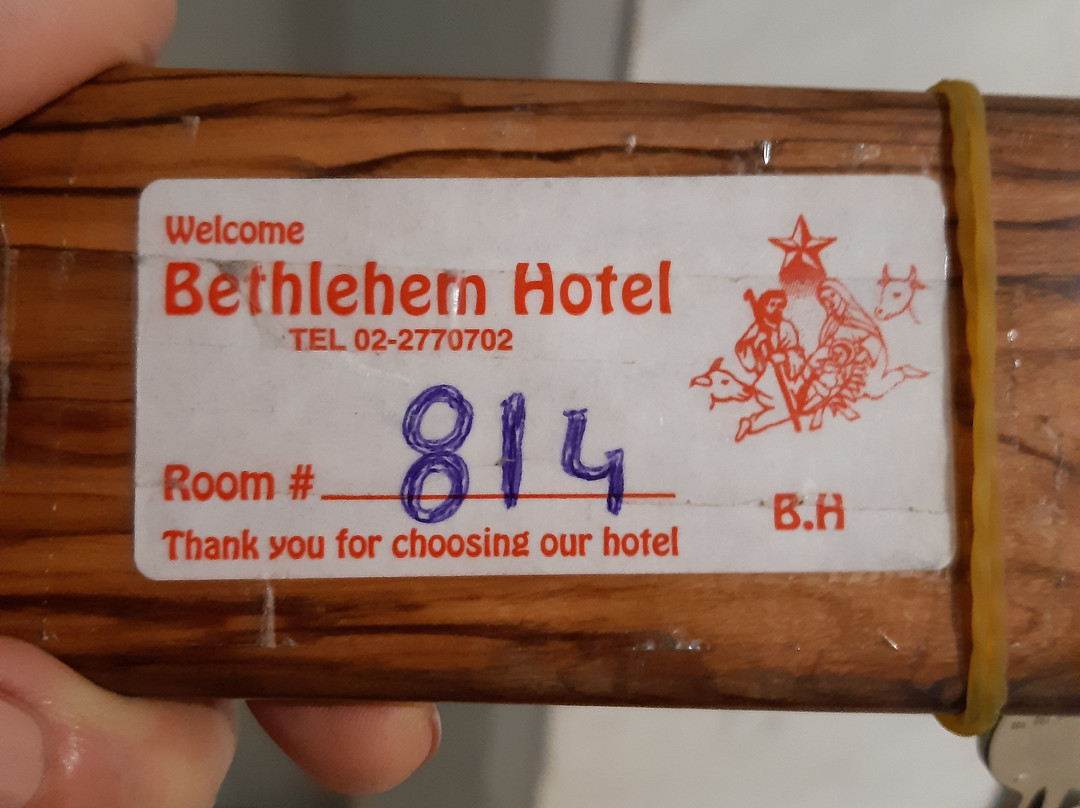 Welcome
Bethlehem Hotel
TEL 02-2770702
Room # 814
B.H
Thank you for choosing our hotel